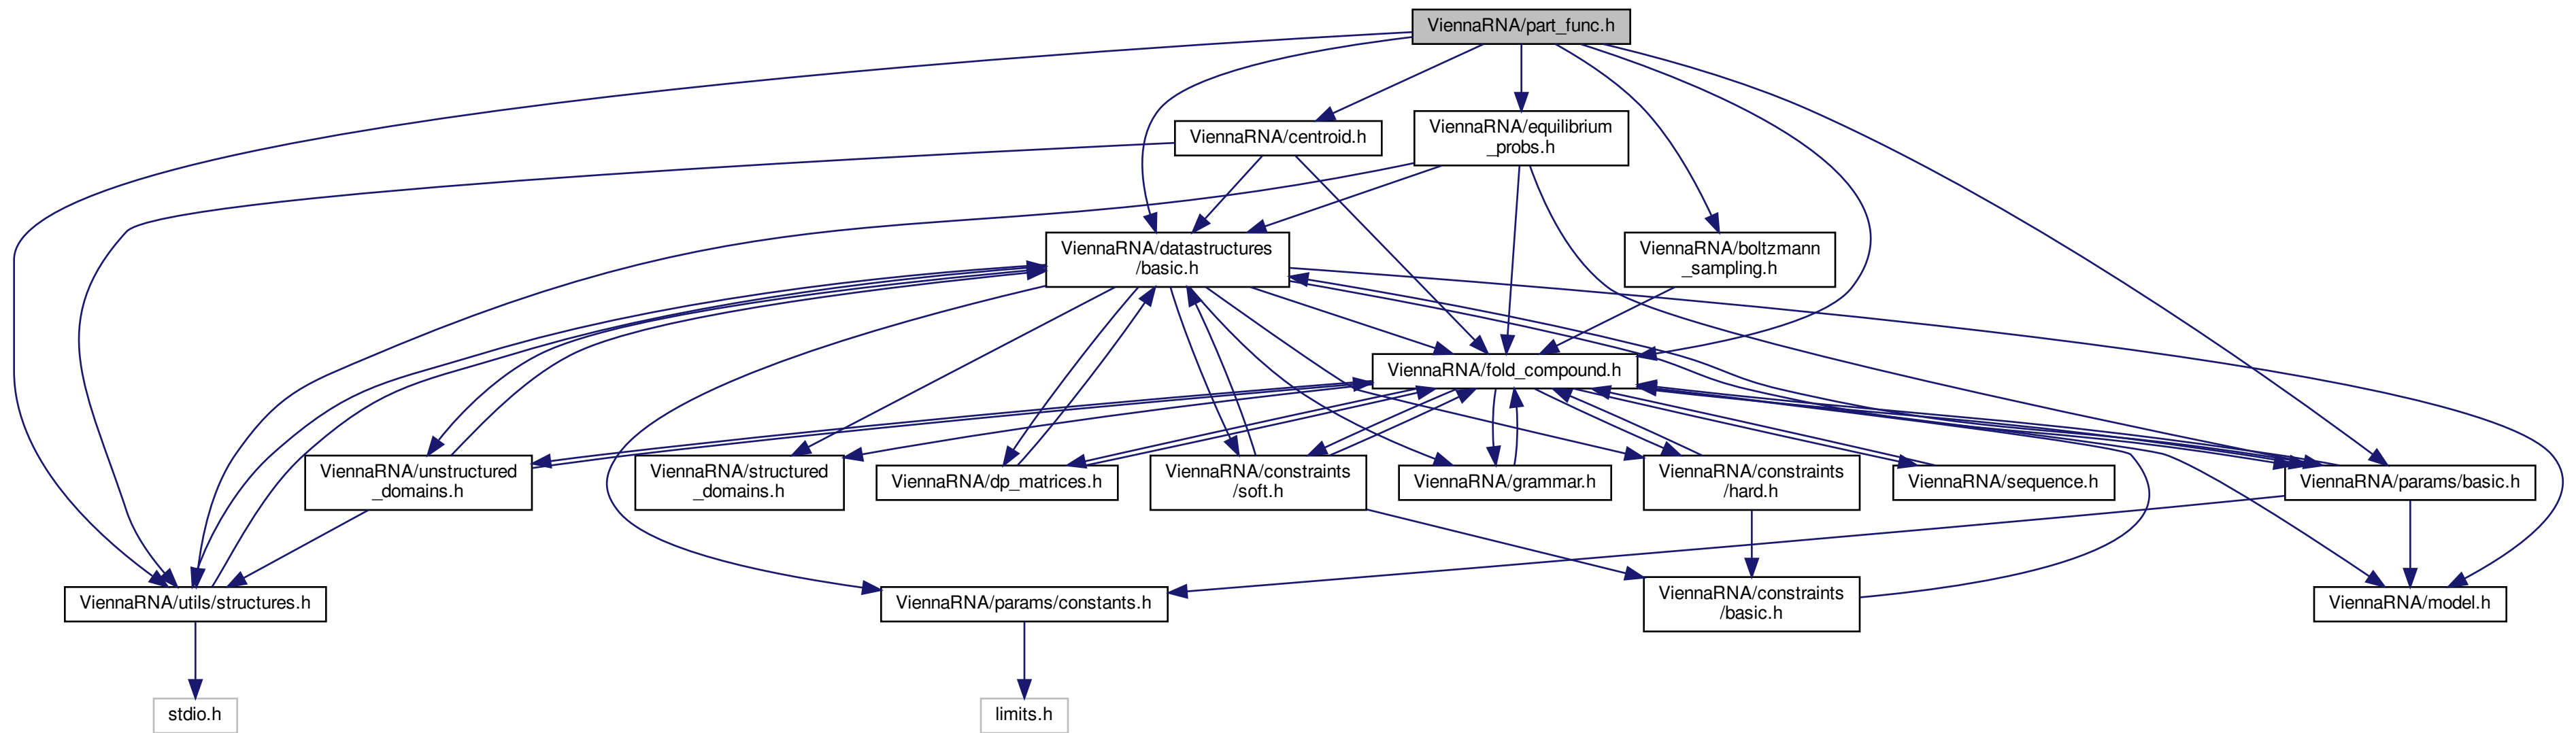 ViennaRNA/part_func.h
ViennaRNA/centroid.h
ViennaRNA/equilibrium
_probs.h
ViennaRNA/datastructures
/basic.h
ViennaRNA/boltzmann
_sampling.h
ViennaRNA/fold_compound.h
ViennaRNA/unstructured
_domains.h
ViennaRNA/structured
_domains.h
ViennaRNA/dp_matrices.h
ViennaRNA/constraints
/soft.h
ViennaRNA/grammar.h
ViennaRNA/constraints
/hard.h
ViennaRNA/sequence.h
ViennaRNA/params/basic.h
ViennaRNA/utils/structures.h
ViennaRNA/params/constants.h
ViennaRNA/constraints
/basic.h
ViennaRNA/model.h
stdio.h
limits.h